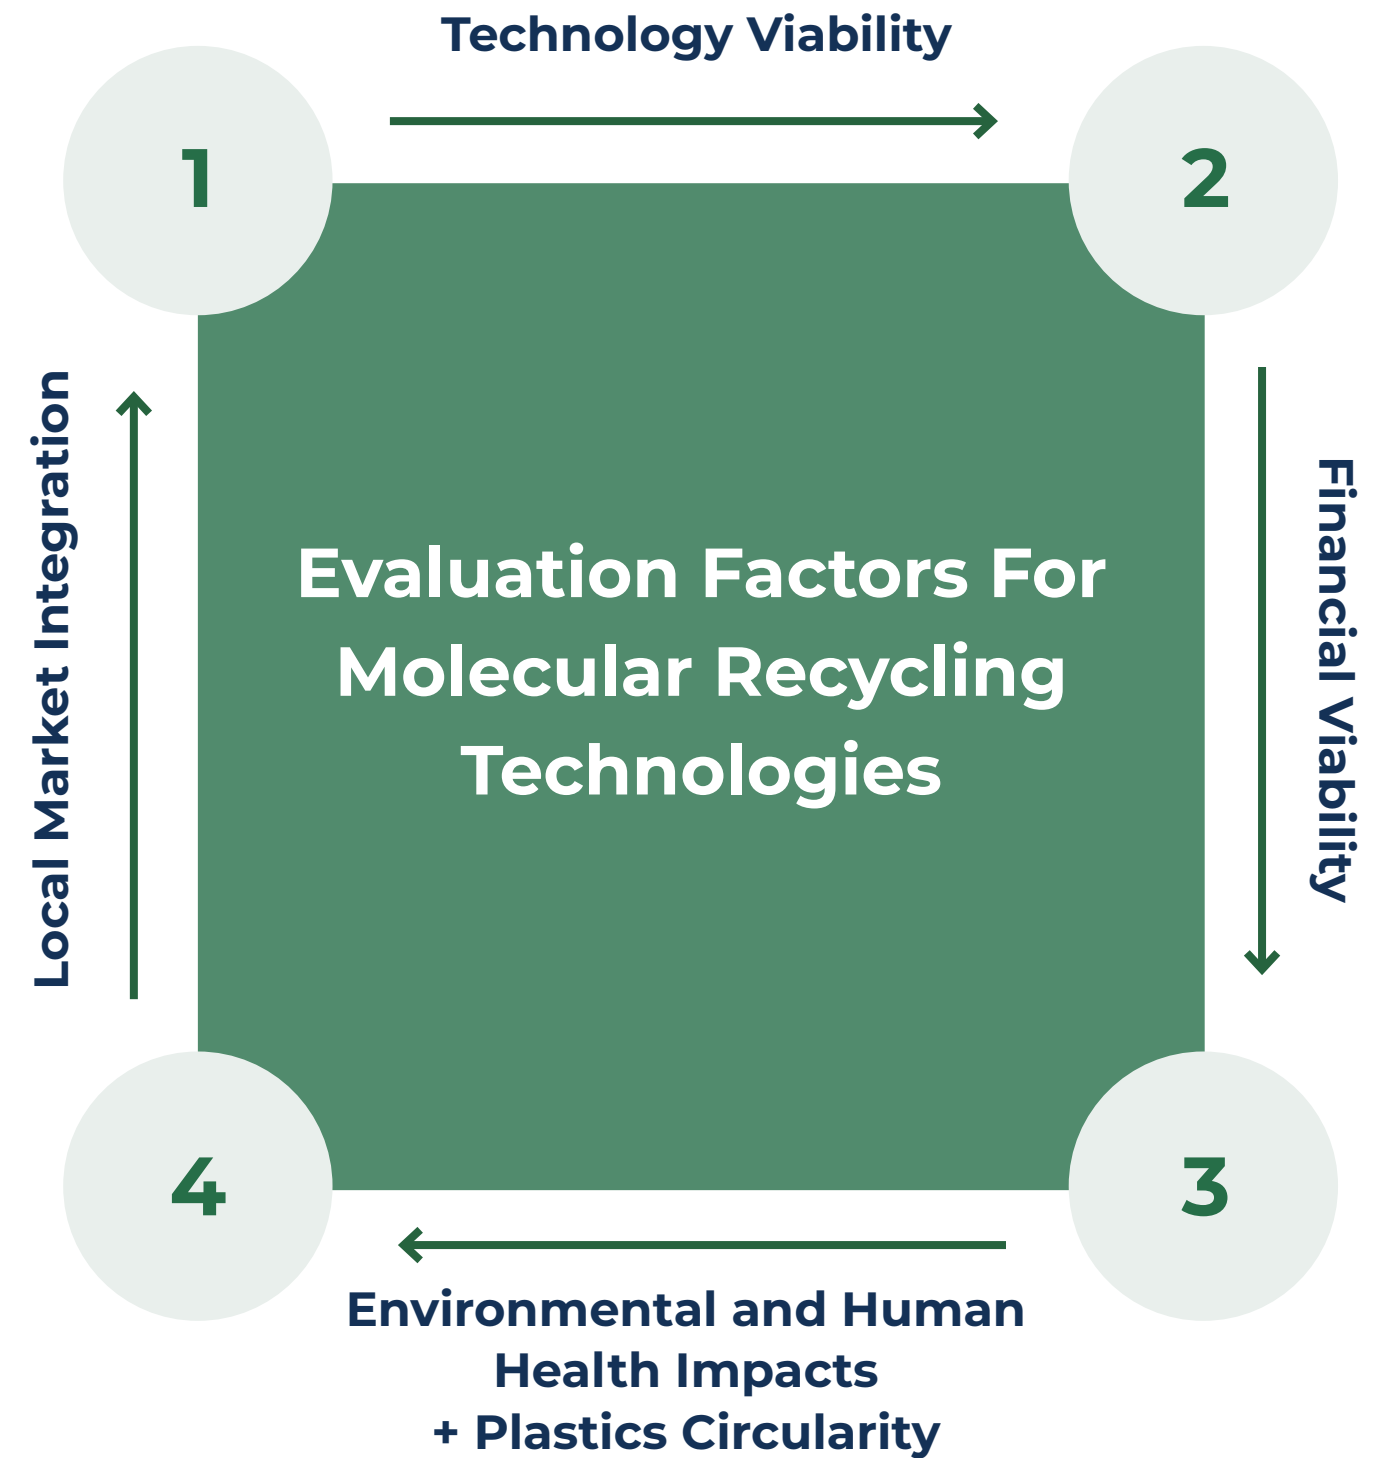 Technology Viability
1
2
Local Market Integration
Evaluation Factors For
Molecular Recycling
Technologies
Financial Viability
4
3
Environmental and Human
Health Impacts
+ Plastics Circularity